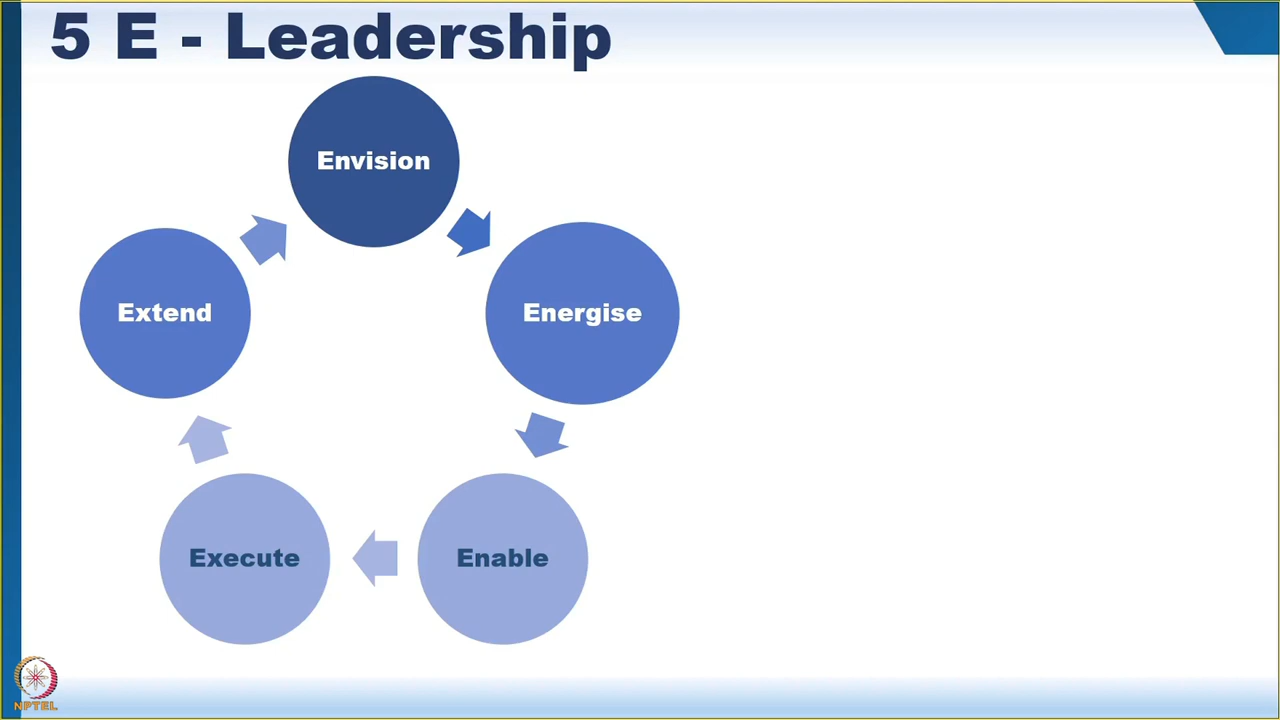 5 E - Leadership
Envision
Energise
Enable
Execute
Extend
NPTEL